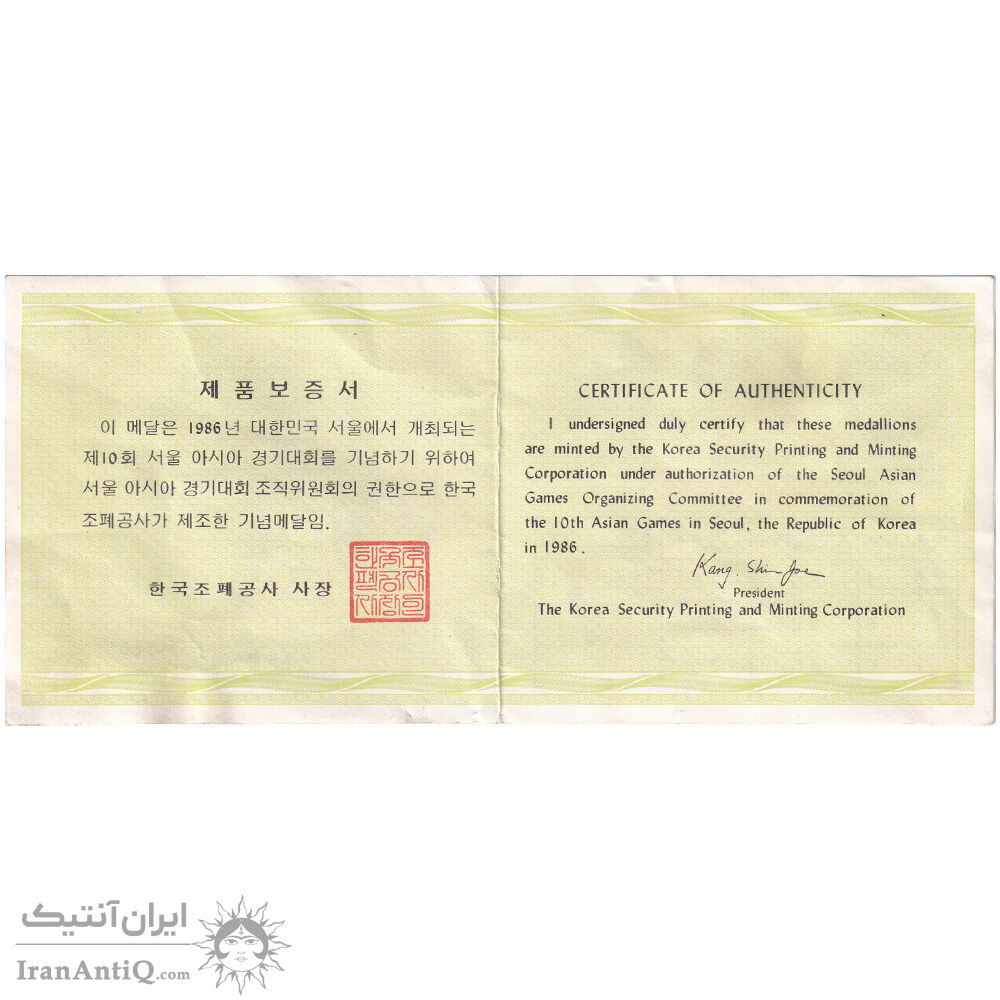 제품보증서
이 메달은 1986년 대한민국 서울에서 개최되는
제10회 서울 아시아 경기대회를 기념하기 위하여
서울 아시아 경기대회 조직위원회의 권한으로 한국
조폐공사가 제조한 기념메달임.
한국조폐공사 사장
CERTIFICATE OF AUTHENTICITY
I undersigned duly certify that these medallions
are minted by the Korea Security Printing and Minting
Corporation under authorization of the Seoul Asian
Games Organizing Committee in commemoration of
the 10th Asian Games in Seoul, the Republic of Korea
in 1986.
Kang. Shin Joe
President
The Korea Security Printing and Minting Corporation
ایران آنتیک
IranAntiQ.com